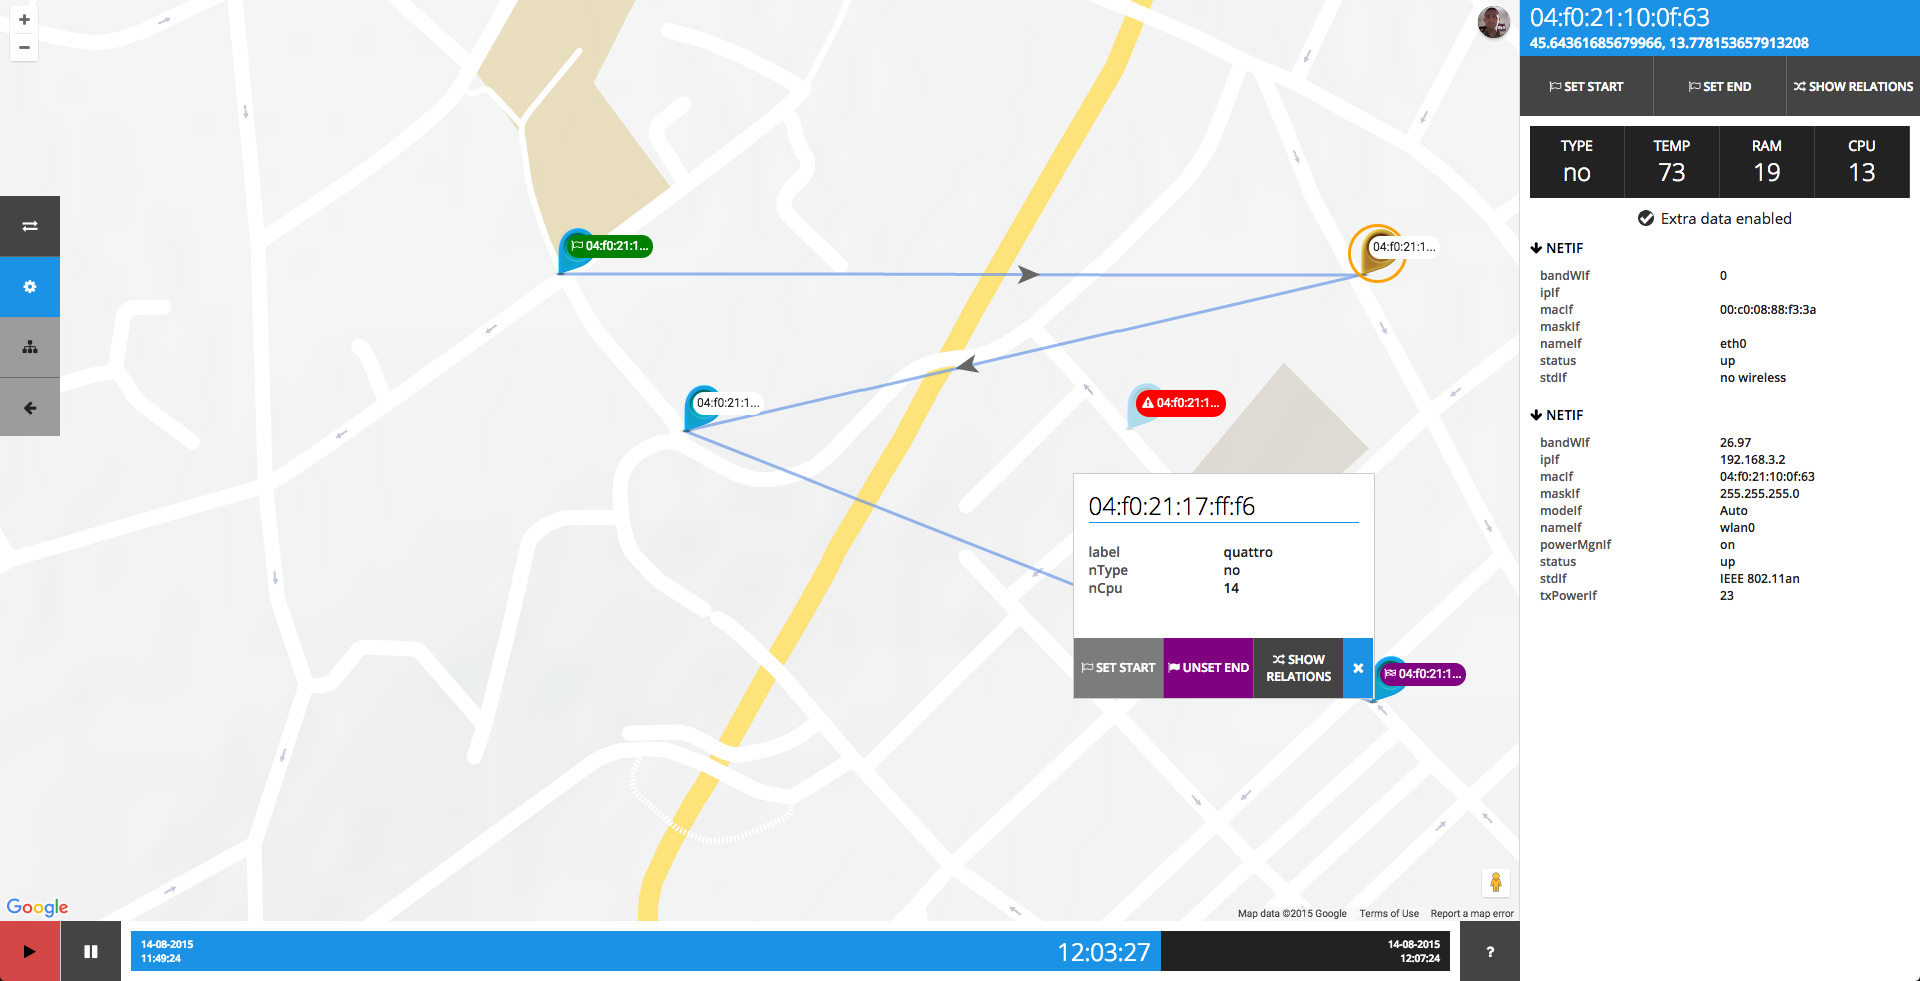 +
−
04:f0:21:1...
04:f0:21:1...
04:f0:21:1...
04:f0:21:1...
04:f0:21:17:ff:f6
label quattro
nType no
nCpu 14
SET START
UNSET END
SHOW RELATIONS
×
04:f0:21:1...
Google
Map data ©2015 Google Terms of Use Report a map error
14-08-2015
11:49:24
12:03:27
14-08-2015
12:07:24
?
04:f0:21:10:0f:63
45.64361685679966, 13.778153657913208
SET START
SET END
SHOW RELATIONS
TYPE TEMP RAM CPU
no 73 19 13
Extra data enabled
NETIF
bandWIf 0
ipIf
macIf 00:c0:08:88:f3:3a
maskIf
nameIf eth0
status up
stdIf no wireless
NETIF
bandWIf 26.97
ipIf 192.168.3.2
macIf 04:f0:21:10:0f:63
maskIf 255.255.255.0
modeIf Auto
nameIf wlan0
powerMgnIf on
status up
stdIf IEEE 802.11an
txPowerIf 23